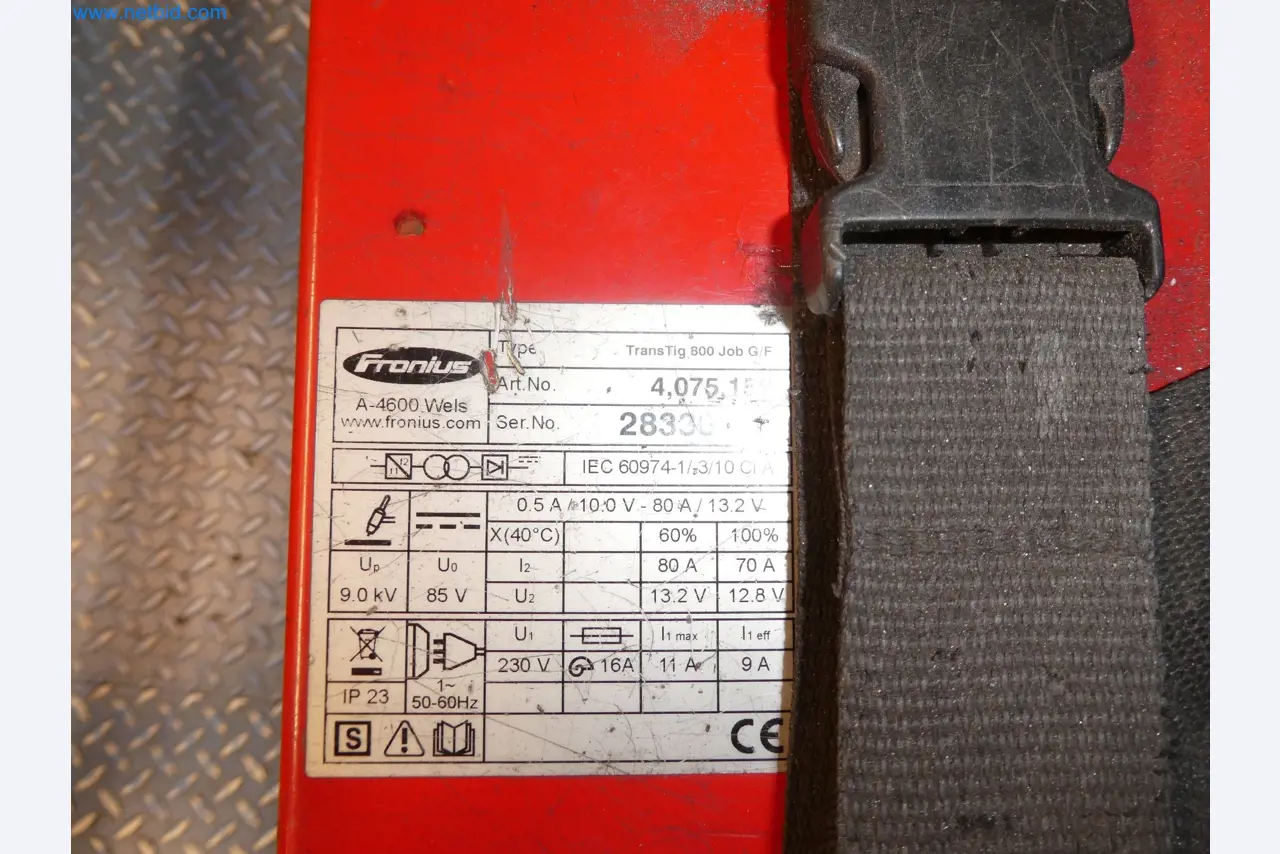 www.netbid.com
Fronius
A-4600 Wels
www.fronius.com
Type TransTig 800 Job G/F
Art.No. 4,075,15
Ser.No. 2833
IEC 60974-1/-3/10 Cl A
0.5 A / 10.0 V - 80 A / 13.2 V
X(40°C) 60% 100%
Up U0 I2 80 A 70 A
9.0 kV 85 V U2 13.2 V 12.8 V
U1 I1 max I1 eff
230 V 16A 11 A 9 A
IP 23 1~ 50-60Hz
S CE